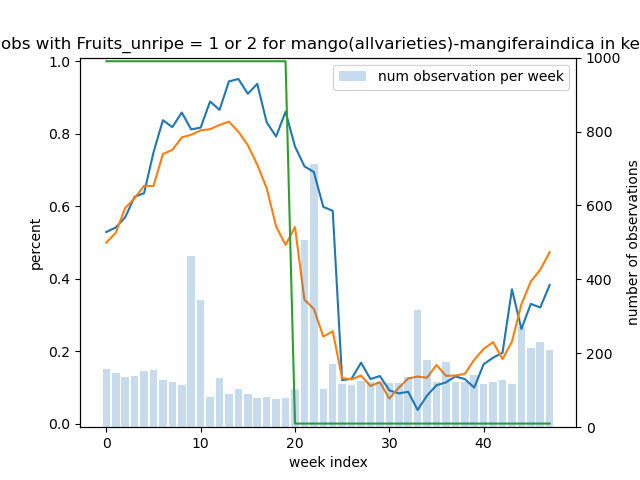 obs with Fruits_unripe = 1 or 2 for mango(allvarieties)-mangiferaindica in ke
num observation per week
1.0
0.8
0.6
0.4
0.2
0.0
percent
1000
800
600
400
200
0
number of observations
0 10 20 30 40
week index